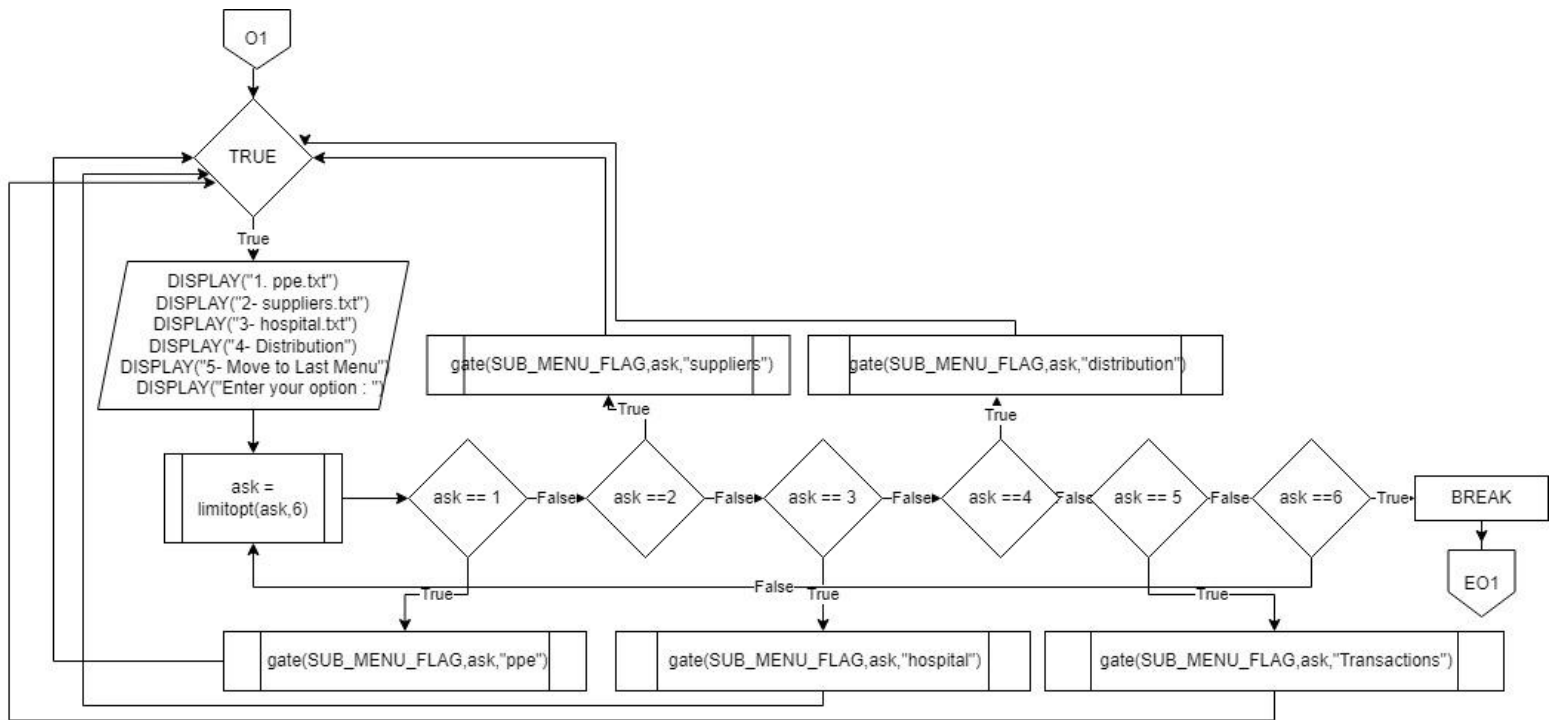 O1
TRUE
True
DISPLAY("1. ppe.txt")
DISPLAY("2- suppliers.txt")
DISPLAY("3- hospital.txt")
DISPLAY("4- Distribution")
DISPLAY("5- Move to Last Menu")
DISPLAY("Enter your option : ")
gate(SUB_MENU_FLAG,ask,"suppliers")
gate(SUB_MENU_FLAG,ask,"distribution")
True
True
ask =
limitopt(ask,6)
ask == 1
False
ask ==2
False
ask == 3
False
ask ==4
False
ask == 5
False
ask ==6
True
BREAK
EO1
False
True
True
True
gate(SUB_MENU_FLAG,ask,"ppe")
gate(SUB_MENU_FLAG,ask,"hospital")
gate(SUB_MENU_FLAG,ask,"Transactions")